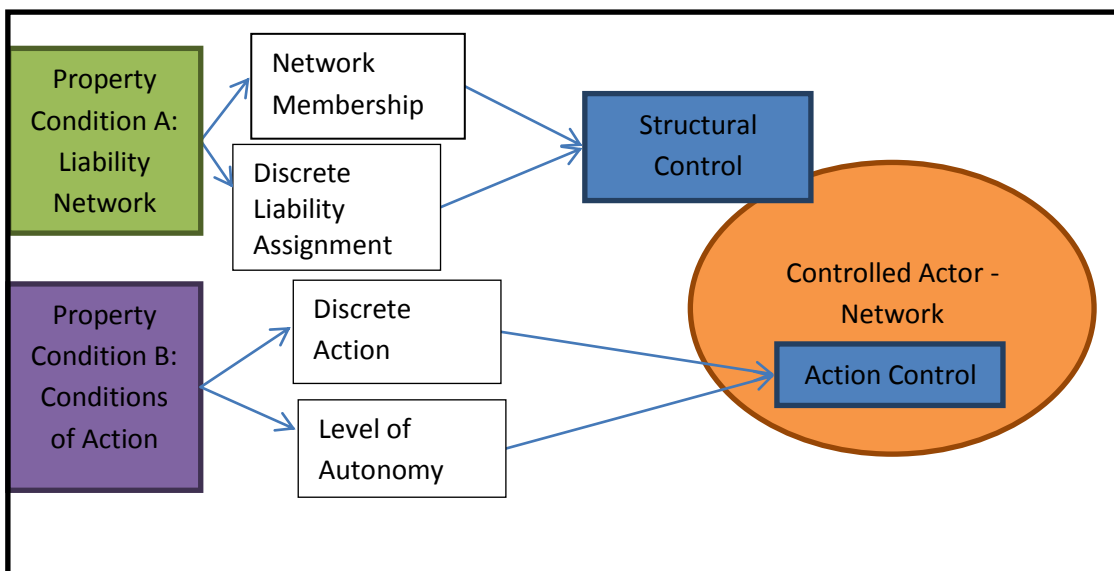 Property
Condition A:
Liability
Network
Network
Membership
Discrete
Liability
Assignment
Structural
Control
Property
Condition B:
Conditions
of Action
Discrete
Action
Level of
Autonomy
Controlled Actor -
Network
Action Control